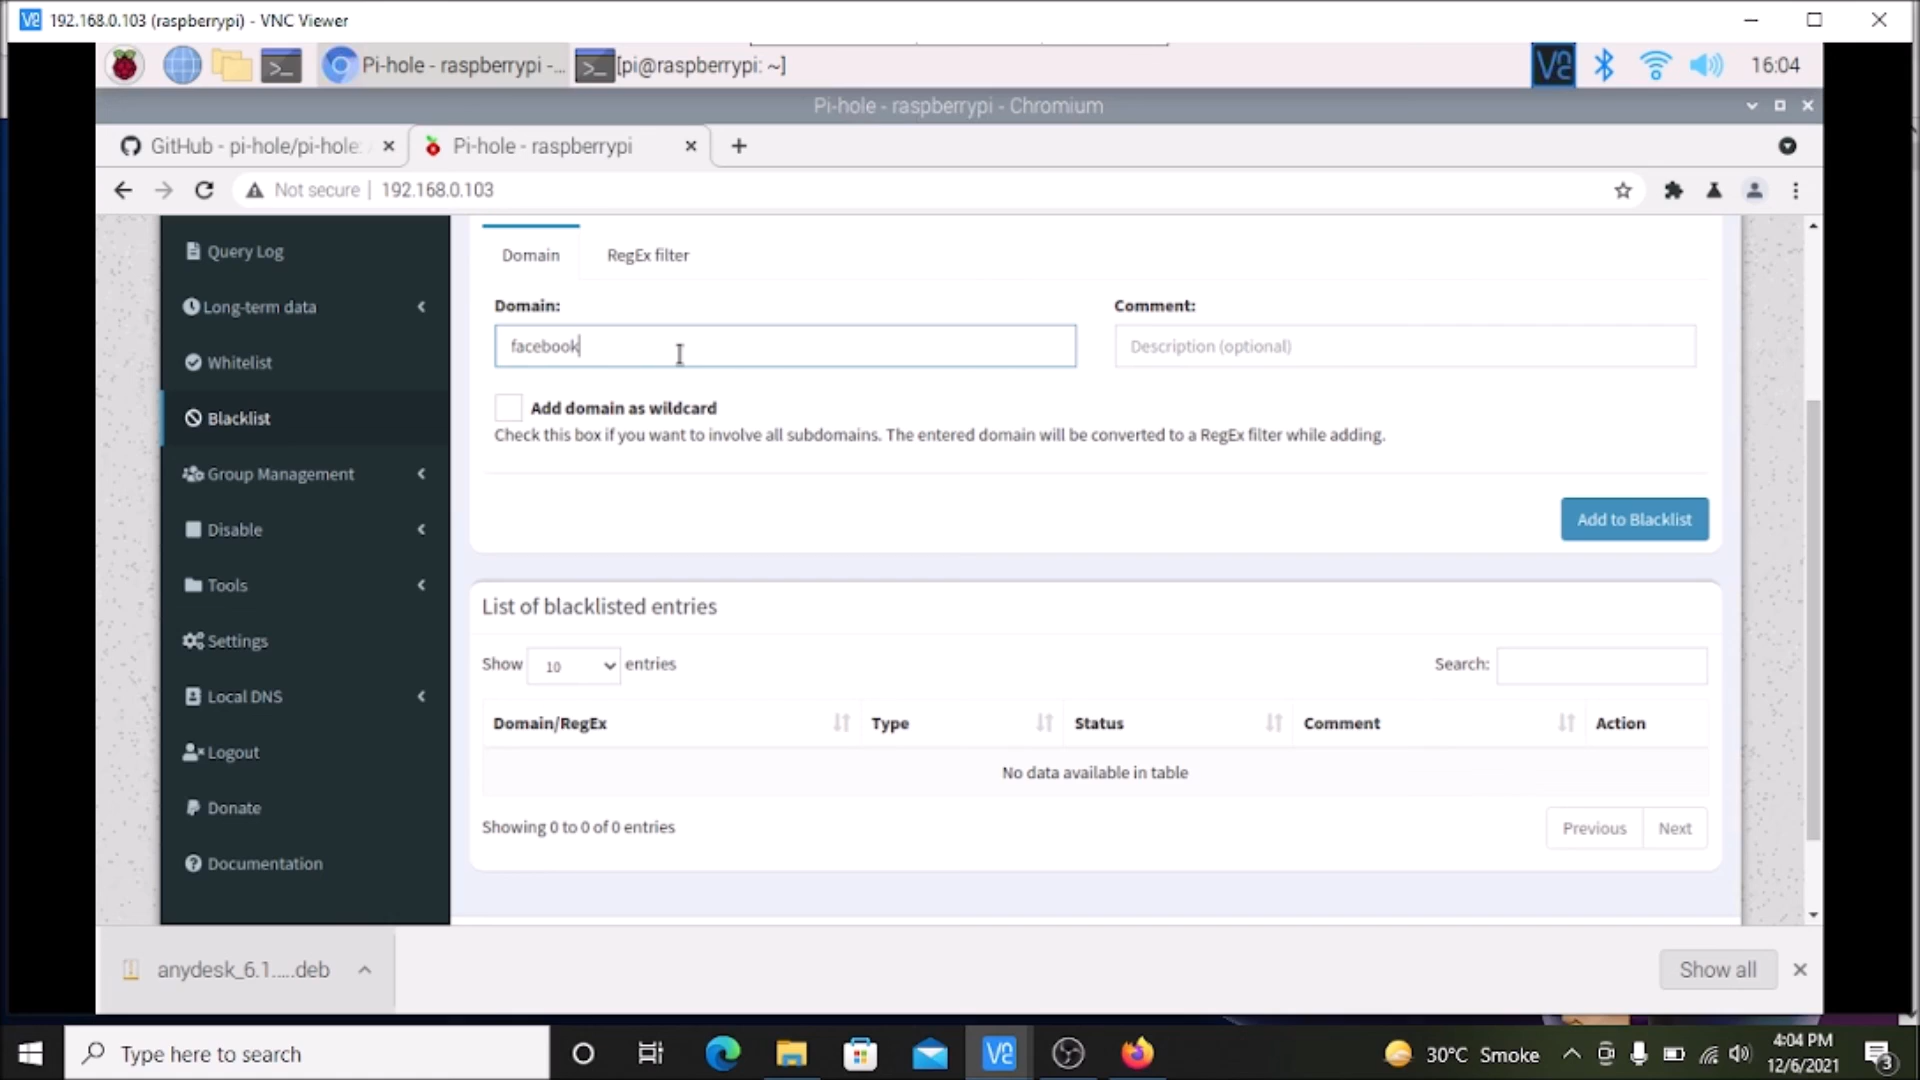 192.168.0.103 (raspberrypi) - VNC Viewer
Pi-hole - raspberrypi -...
[pi@raspberrypi: ~]
16:04
Pi-hole - raspberrypi - Chromium
GitHub - pi-hole/pi-hole:
Pi-hole - raspberrypi
Not secure | 192.168.0.103
Query Log
Long-term data
Whitelist
Blacklist
Group Management
Disable
Tools
Settings
Local DNS
Logout
Donate
Documentation
Domain
RegEx filter
Domain:
Comment:
facebook
Description (optional)
Add domain as wildcard
Check this box if you want to involve all subdomains. The entered domain will be converted to a RegEx filter while adding.
Add to Blacklist
List of blacklisted entries
Show 10 entries
Search:
Domain/RegEx Type Status Comment Action
No data available in table
Showing 0 to 0 of 0 entries
Previous Next
anydesk_6.1.....deb
Show all
Type here to search
30°C Smoke
4:04 PM
12/6/2021
3